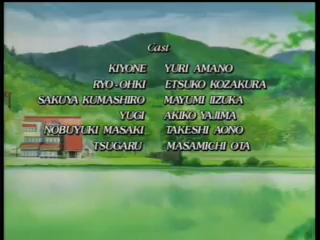 Cast
KIYONE YURI AMANO
RYO-OHKI ETSUKO KOZAKURA
SAKUYA KUMASHIRO MAYUMI IIZUKA
YUGI AKIKO YAJIMA
NOBUYUKI MASAKI TAKESHI AONO
TSUGARU MASAMICHI OTA